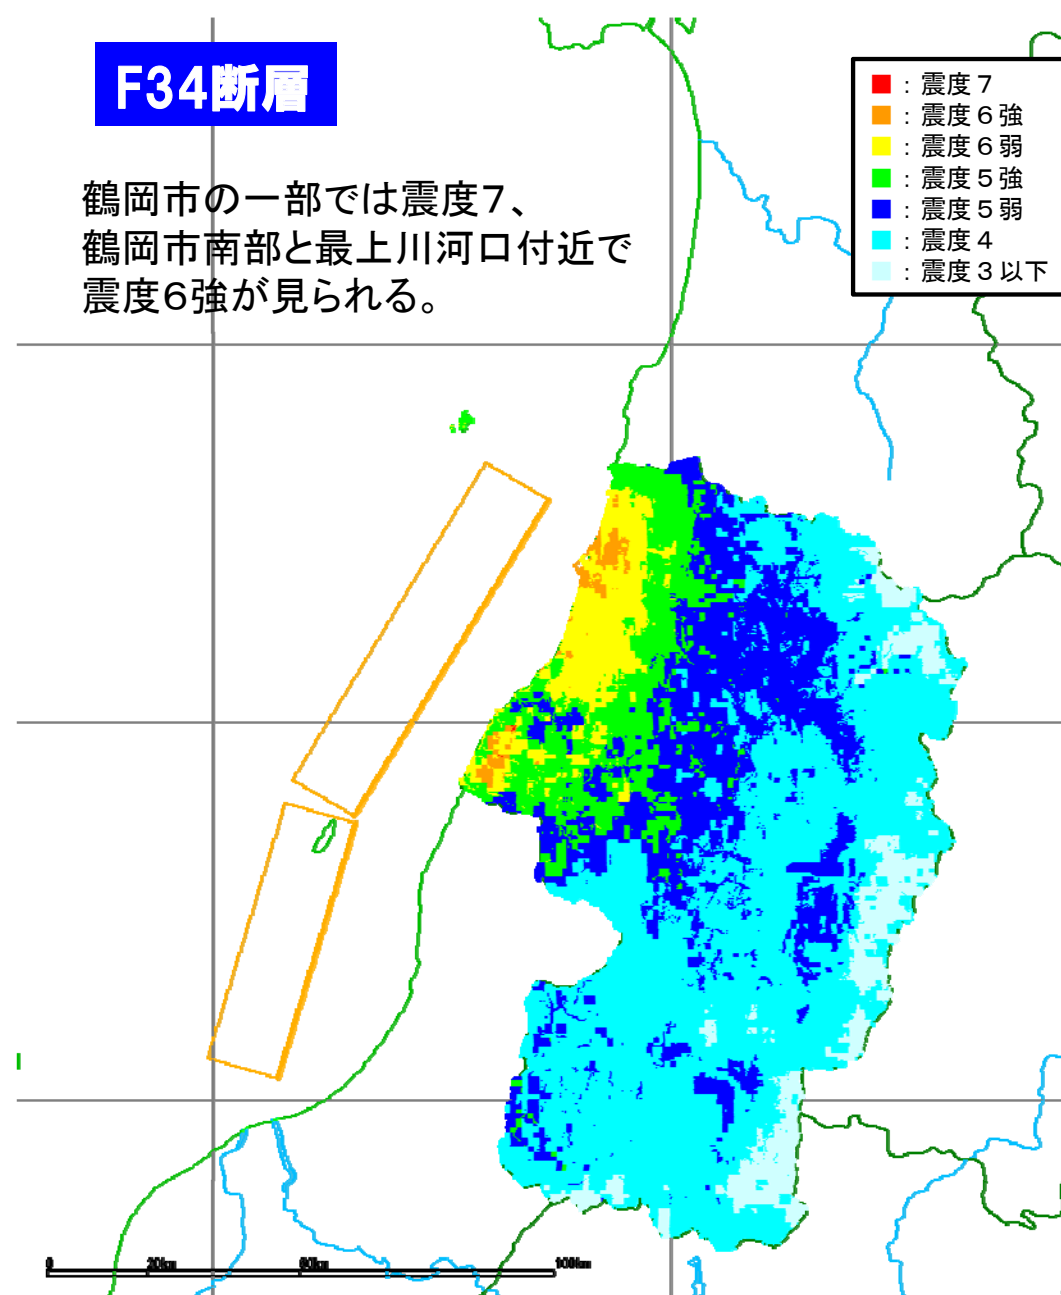 F34断層
鶴岡市の一部では震度7、
鶴岡市南部と最上川河口付近で
震度6強が見られる。
：震度７
：震度６強
：震度６弱
：震度５強
：震度５弱
：震度４
：震度３以下
0 20km 100km